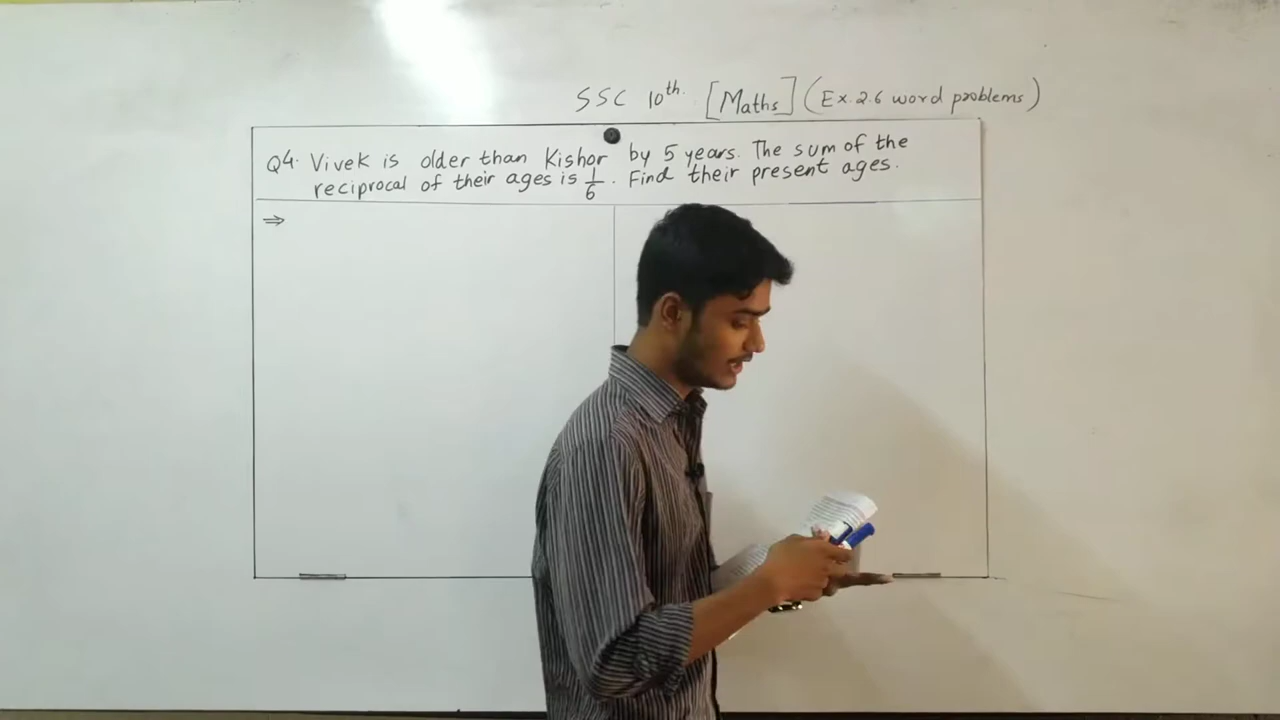 SSC 10th. [Maths] (Ex. 2.6 word problems)
Q4. Vivek is older than Kishor by 5 years. The sum of the
reciprocal of their ages is 1/6. Find their present ages.
⇒